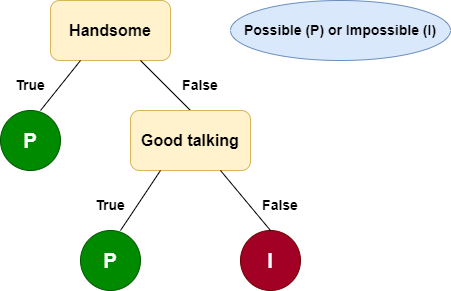 Handsome
Possible (P) or Impossible (I)
True
False
P
Good talking
True
False
P
I